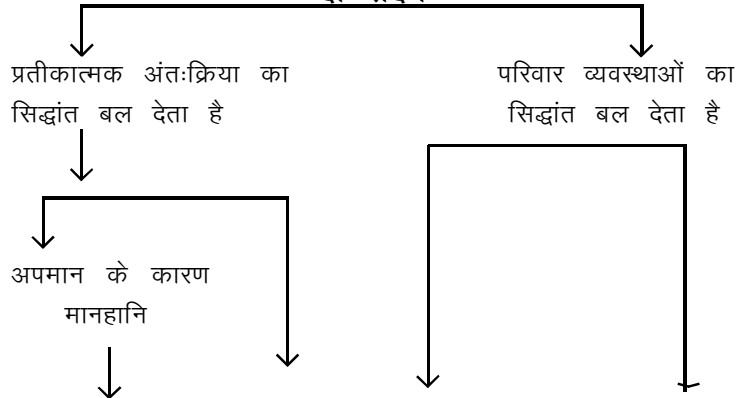 प्रतीकात्मक अंतःक्रिया का
सिद्धांत बल देता है
परिवार व्यवस्थाओं का
सिद्धांत बल देता है
अपमान के कारण
मानहानि